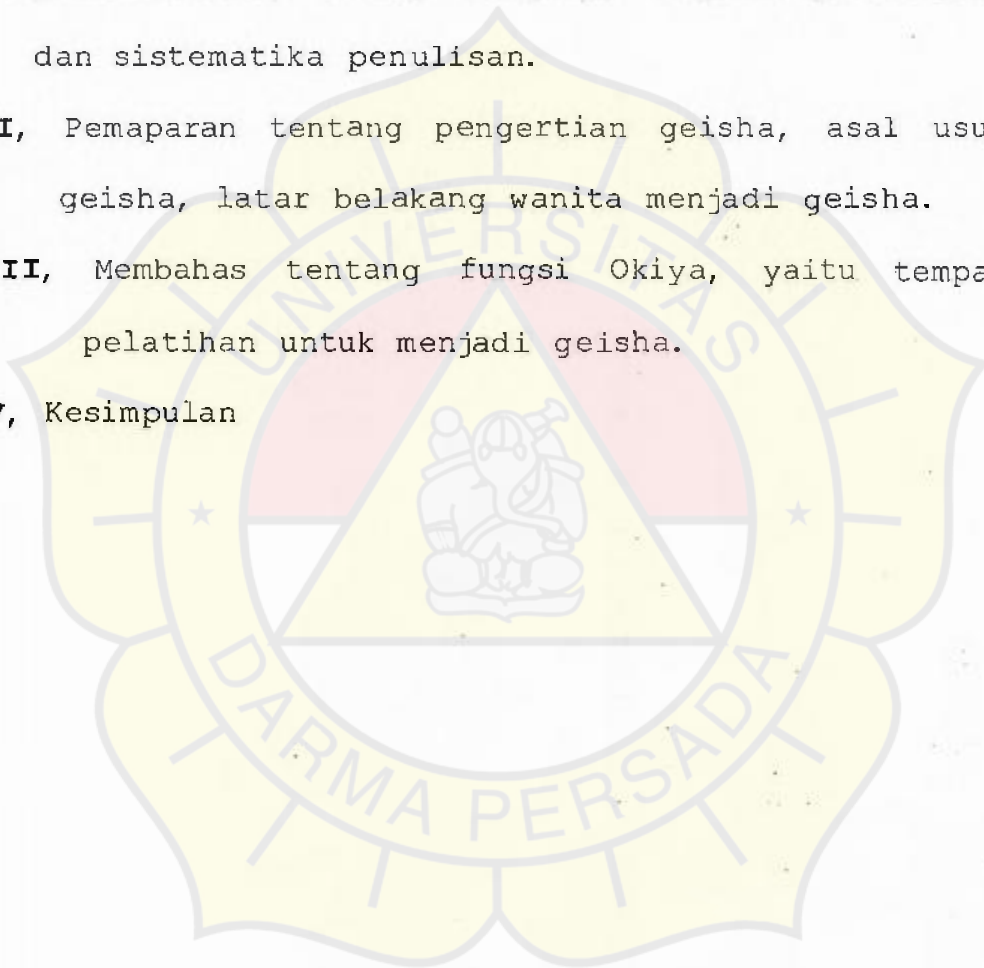 dan sistematika penulisan.
I, Pemaparan tentang pengertian geisha, asal usu
geisha, latar belakang wanita menjadi geisha.
II, Membahas tentang fungsi Okiya, yaitu tempa
pelatihan untuk menjadi geisha.
, Kesimpulan
UNIVERSITAS
DARMA PERSADA